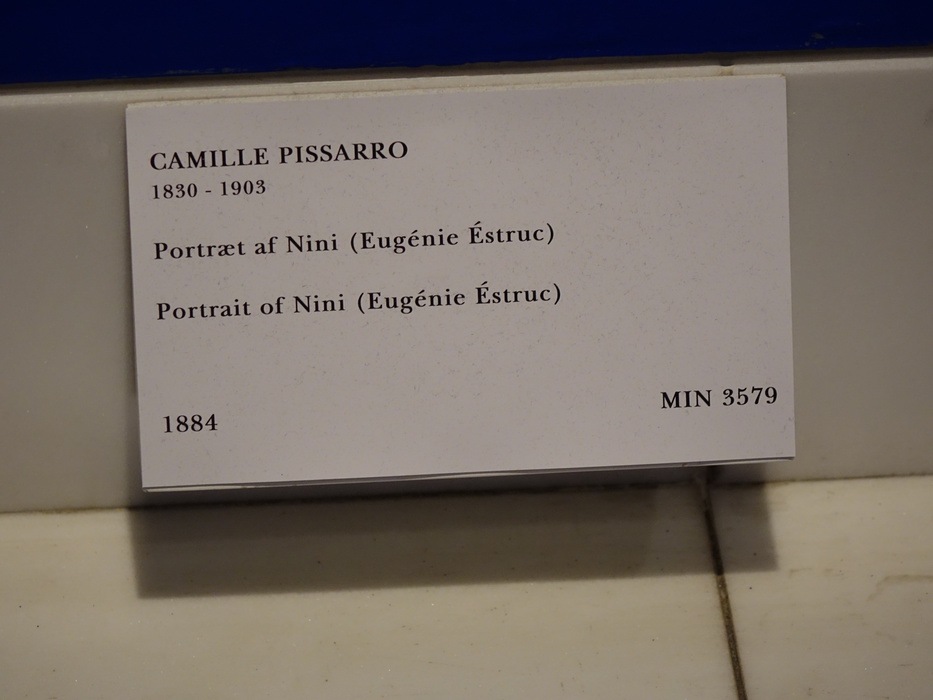 CAMILLE PISSARRO
1830 - 1903
Portræt af Nini (Eugénie Éstruc)
Portrait of Nini (Eugénie Éstruc)
1884
MIN 3579